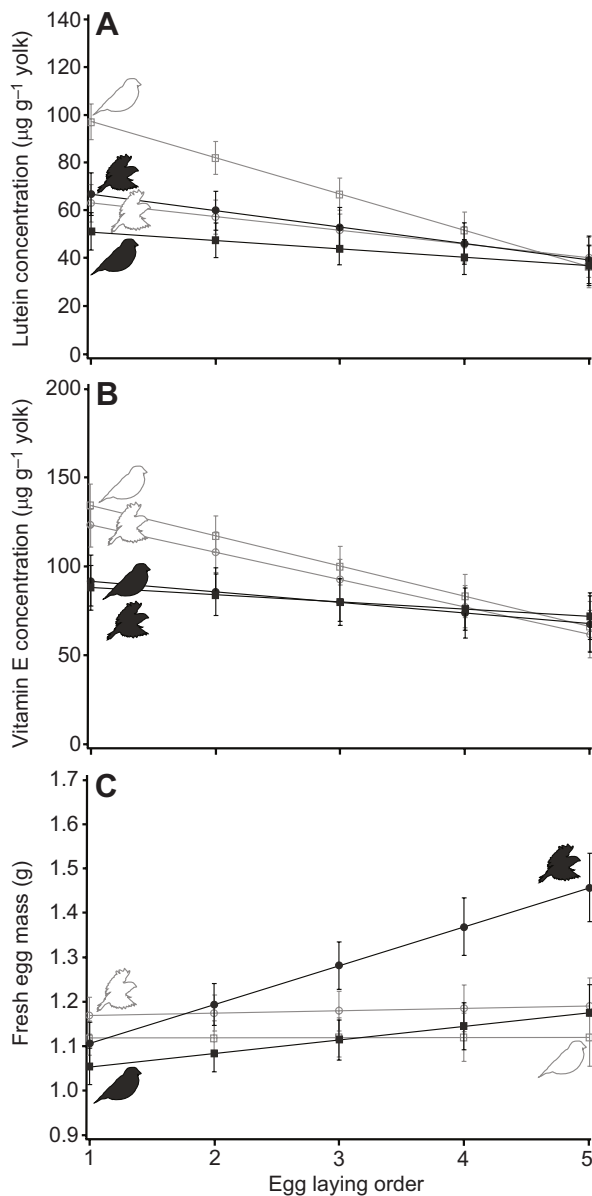 A
Lutein concentration (µg g–1 yolk)
140
120
100
80
60
40
20
0
B
Vitamin E concentration (µg g–1 yolk)
200
150
100
50
0
C
Fresh egg mass (g)
1.7
1.6
1.5
1.4
1.3
1.2
1.1
1.0
0.9
1 2 3 4 5
Egg laying order